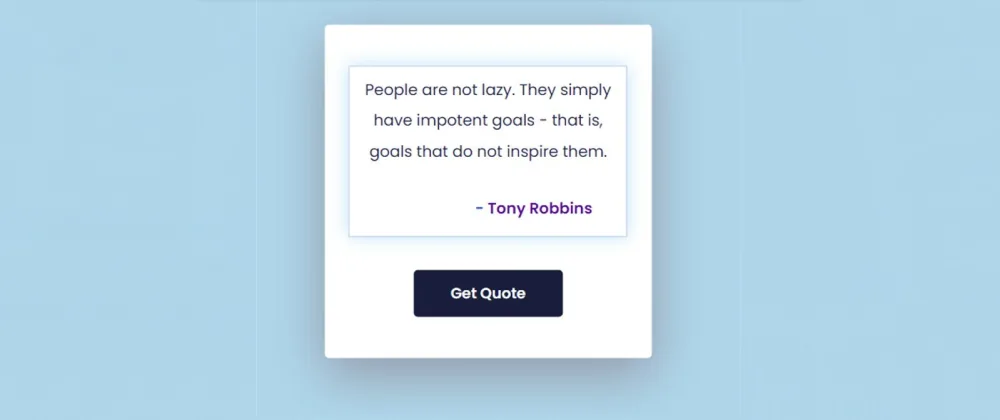 People are not lazy. They simply
have impotent goals - that is,
goals that do not inspire them.
- Tony Robbins
Get Quote